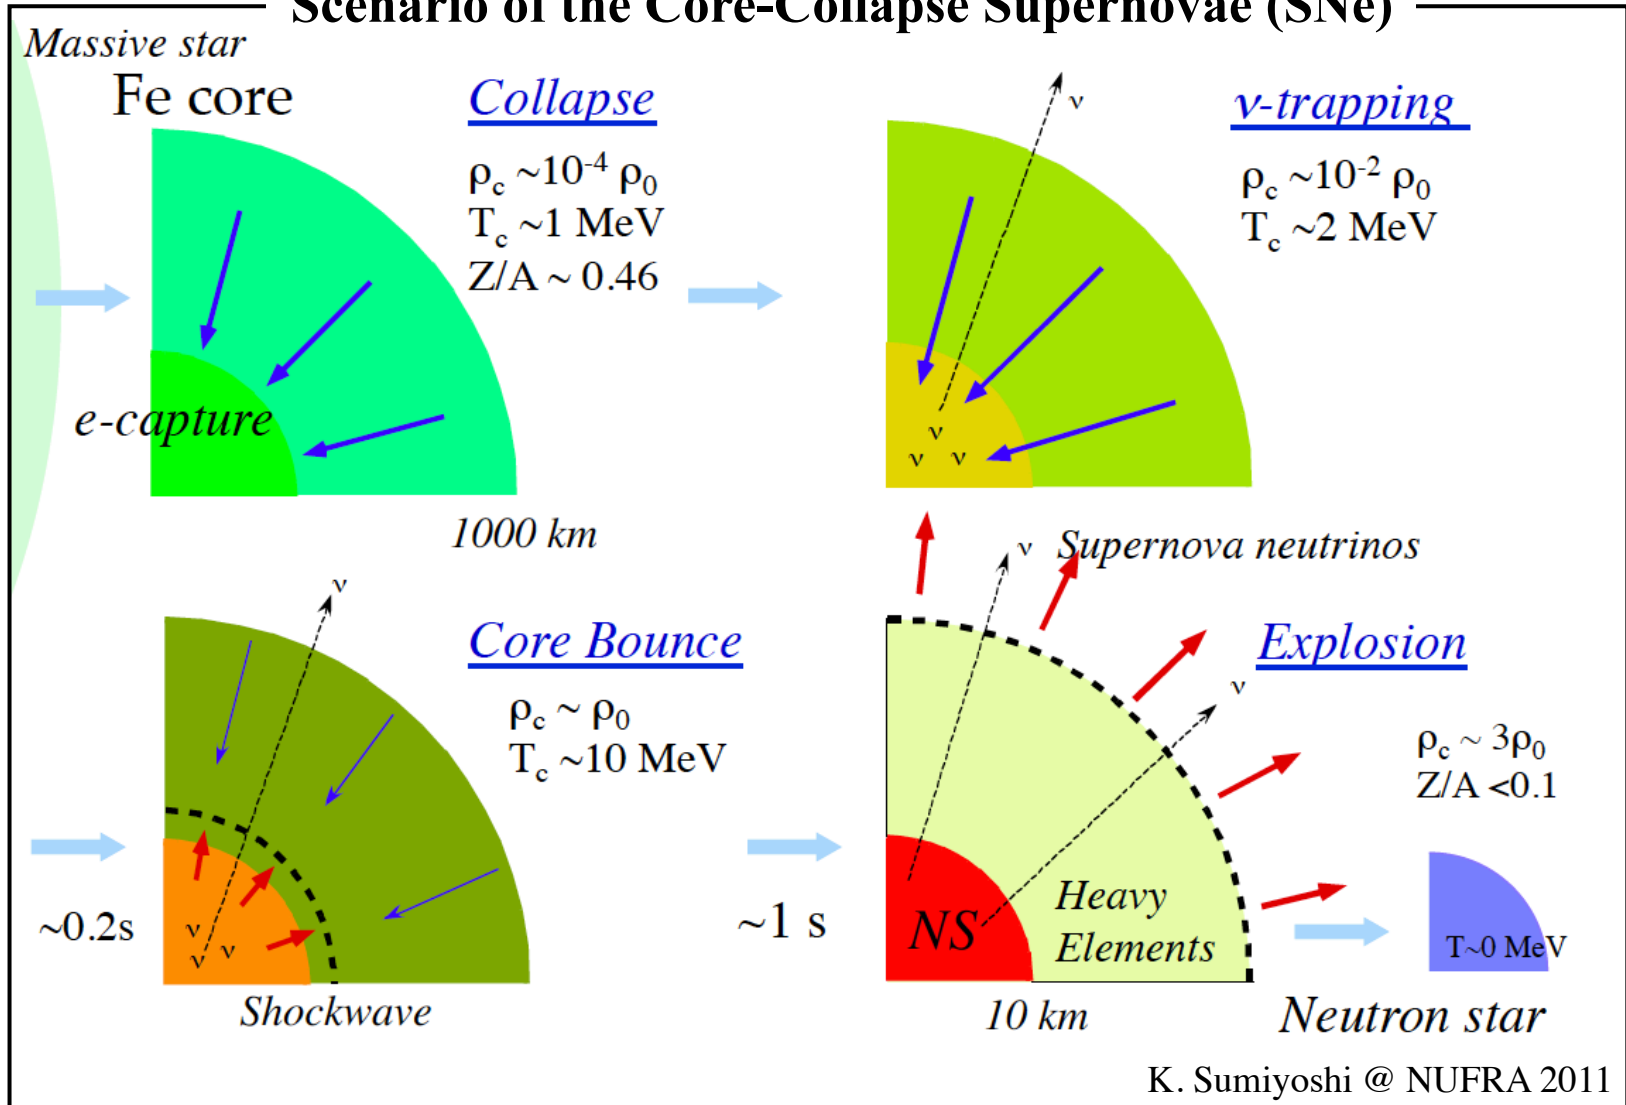 Scenario of the Core-Collapse Supernovae (SNe)
Massive star
Fe core
Collapse
ρc ~10-4 ρ0
Tc ~1 MeV
Z/A ~ 0.46
e-capture
1000 km
ν
ν-trapping
ρc ~10-2 ρ0
Tc ~2 MeV
ν
ν ν
ν
Core Bounce
ρc ~ ρ0
Tc ~10 MeV
~0.2s
ν
ν ν
Shockwave
~1 s
ν Supernova neutrinos
Explosion
ν
ρc ~ 3ρ0
Z/A <0.1
NS
Heavy
Elements
10 km
T~0 MeV
Neutron star
K. Sumiyoshi @ NUFRA 2011